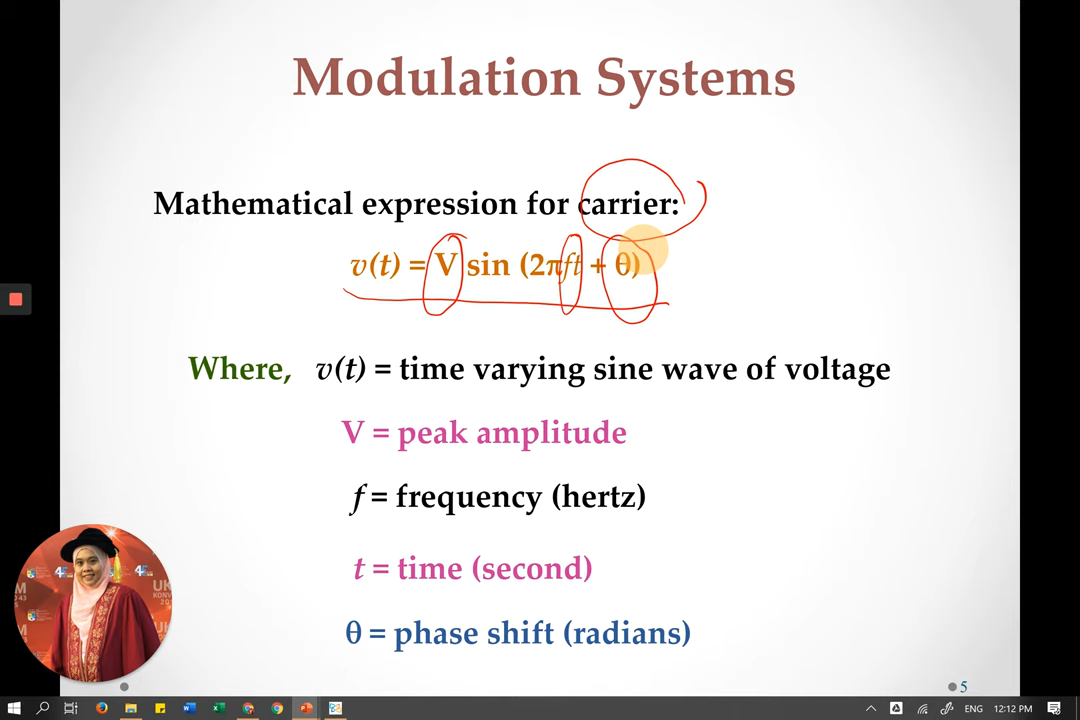 Modulation Systems
Mathematical expression for carrier:
v(t) = V sin (2πft + θ)
Where, v(t) = time varying sine wave of voltage
V = peak amplitude
f = frequency (hertz)
t = time (second)
θ = phase shift (radians)
5
ENG 12:12 PM